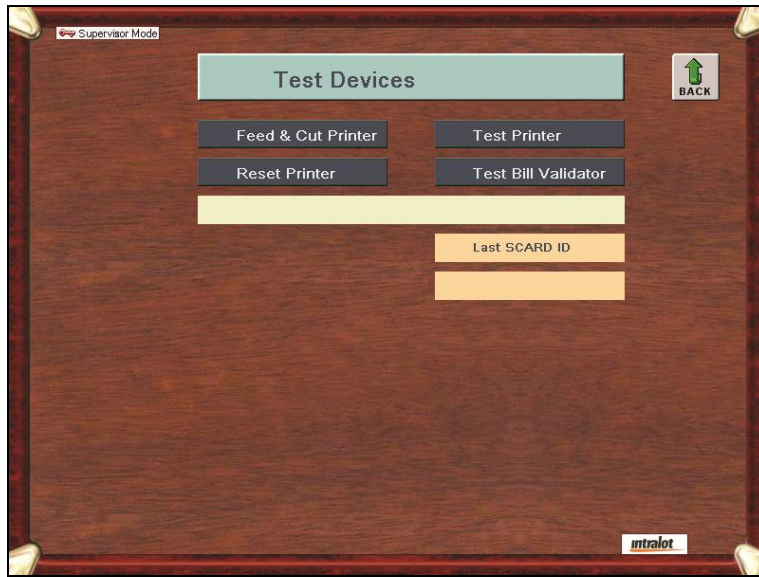 Supervisor Mode
Test Devices
BACK
Feed & Cut Printer
Test Printer
Reset Printer
Test Bill Validator
Last SCARD ID
intralot